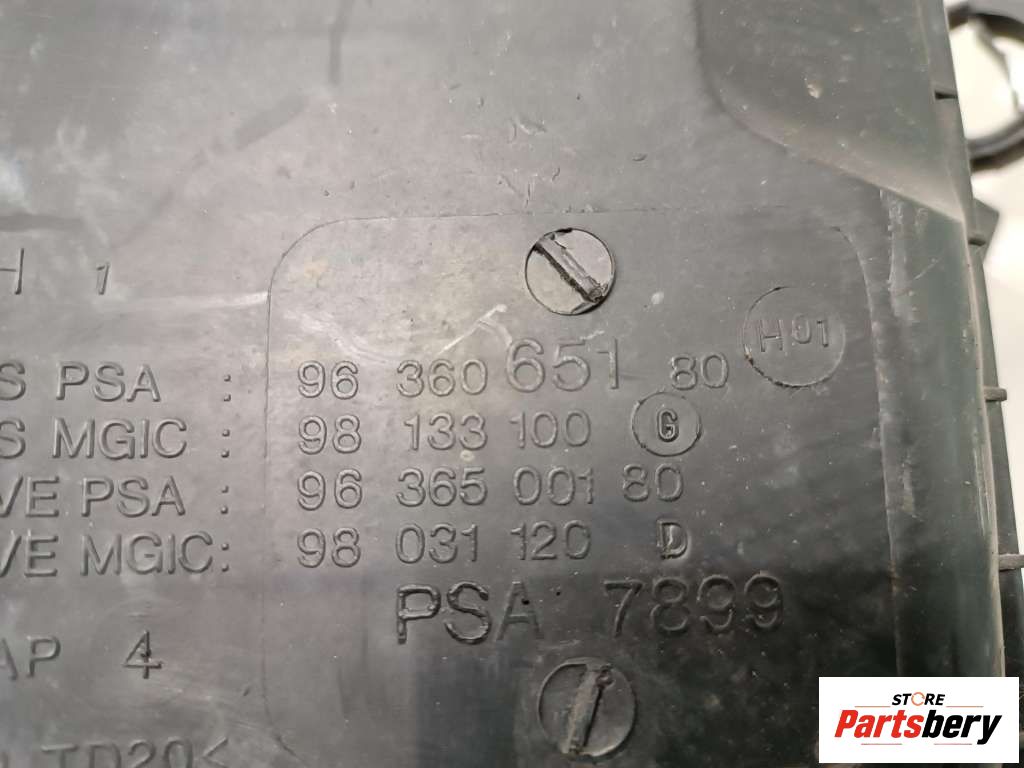 H 1
H01
S PSA : 96 360 651 80
S MGIC : 98 133 100 G
VE PSA : 96 365 001 80
VE MGIC: 98 031 120 D
PSA 7899
AP 4
TD20<
STORE
Partsbery